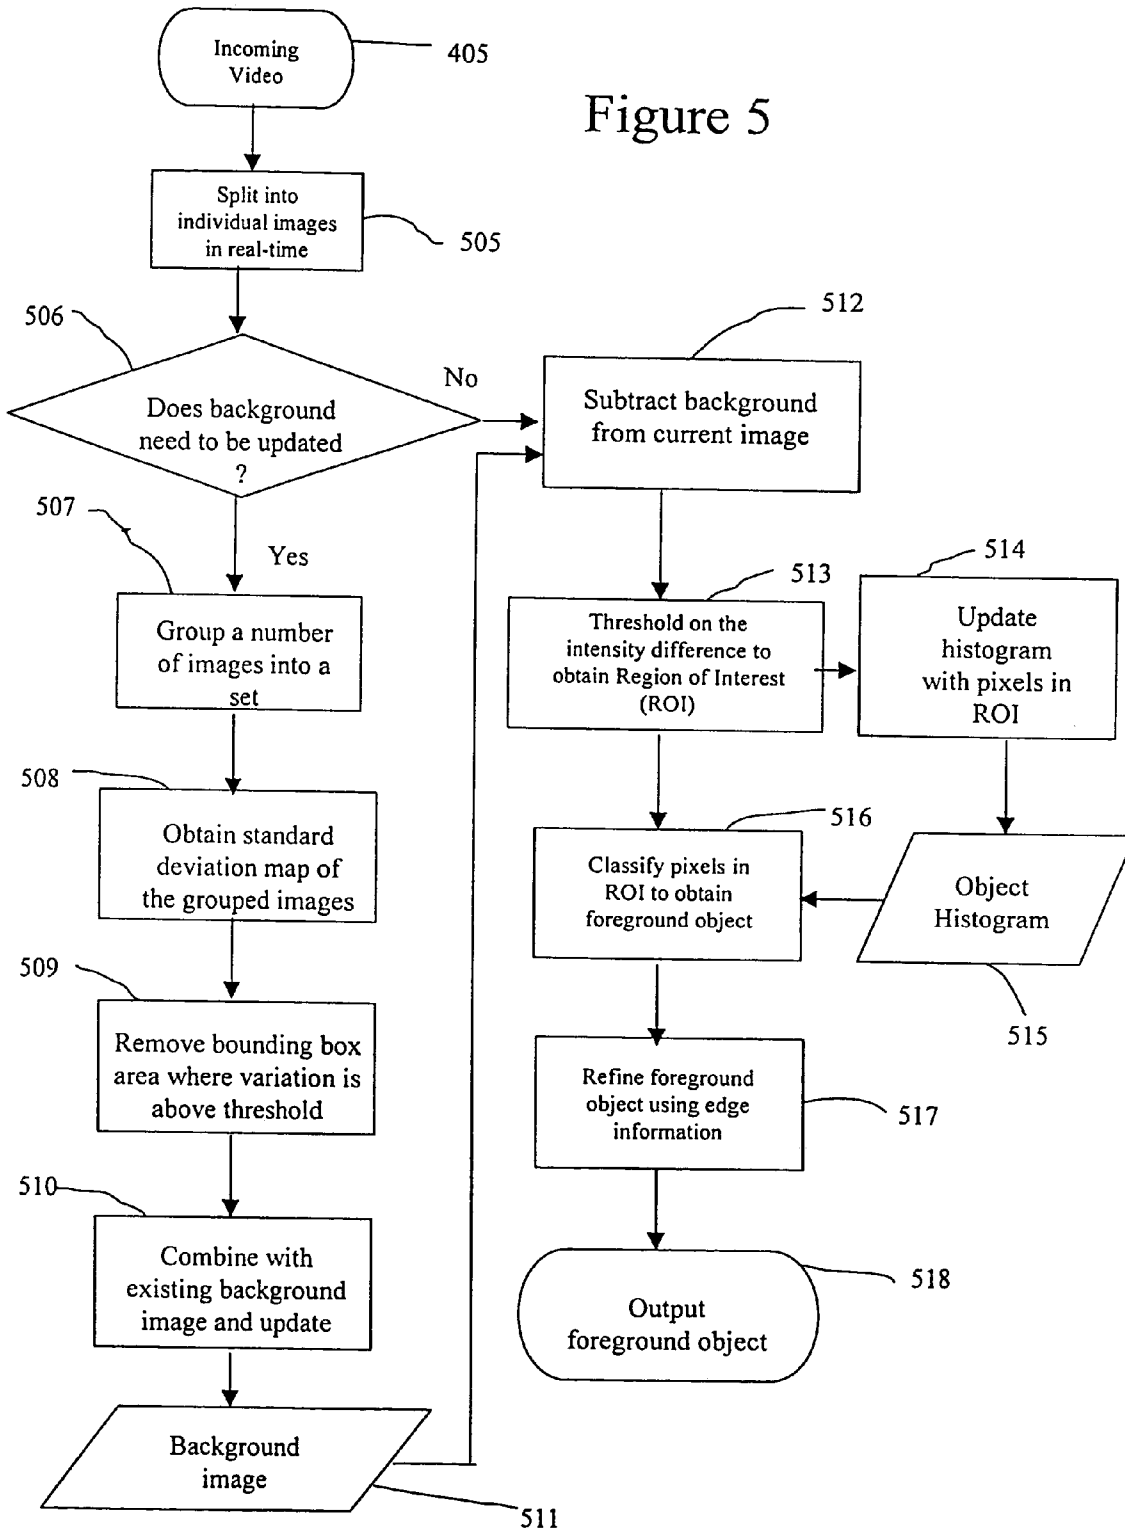 Incoming
Video
405
Figure 5
Split into
individual images
in real-time
505
506
Does background
need to be updated
?
No
Yes
512
Subtract background
from current image
507
Group a number
of images into a
set
513
Threshold on the
intensity difference to
obtain Region of Interest
(ROI)
514
Update
histogram
with pixels in
ROI
508
Obtain standard
deviation map of
the grouped images
516
Classify pixels in
ROI to obtain
foreground object
Object
Histogram
515
509
Remove bounding box
area where variation is
above threshold
Refine foreground
object using edge
information
517
510
Combine with
existing background
image and update
518
Output
foreground object
Background
image
511